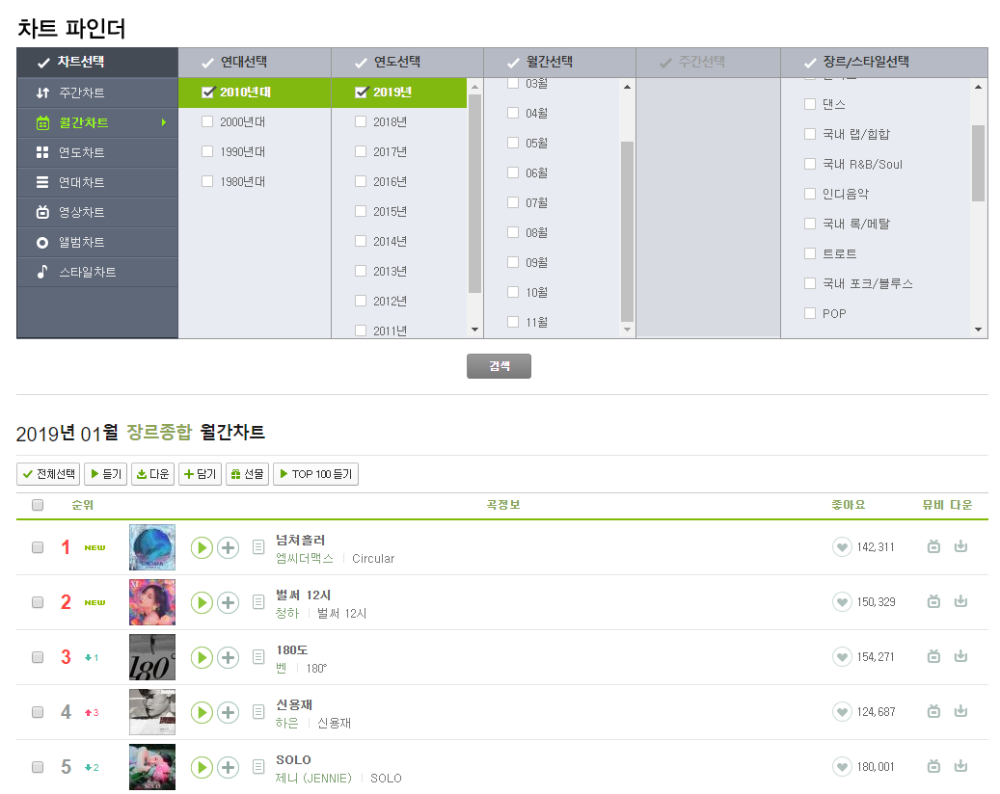 차트 파인더
차트선택 연대선택 연도선택 월간선택 주간선택 장르/스타일선택
주간차트 2010년대 2019년 03월
월간차트 2000년대 2018년 04월 댄스
연도차트 1990년대 2017년 05월 국내 랩/힙합
연대차트 1980년대 2016년 06월 국내 R&B/Soul
영상차트 2015년 07월 인디음악
앨범차트 2014년 08월 국내 록/메탈
스타일차트 2013년 09월 트로트
2012년 10월 국내 포크/블루스
2011년 11월 POP
검색
2019년 01월 장르종합 월간차트
전체선택 듣기 다운 담기 선물 TOP 100 듣기
순위 곡정보 좋아요 뮤비 다운
1 NEW 넘쳐흘러 142,311
엠씨더맥스 Circular
2 NEW 벌써 12시 150,329
청하 벌써 12시
3 1 180도 154,271
벤 180°
4 3 신용재 124,687
하은 신용재
5 2 SOLO 180,001
제니 (JENNIE) SOLO